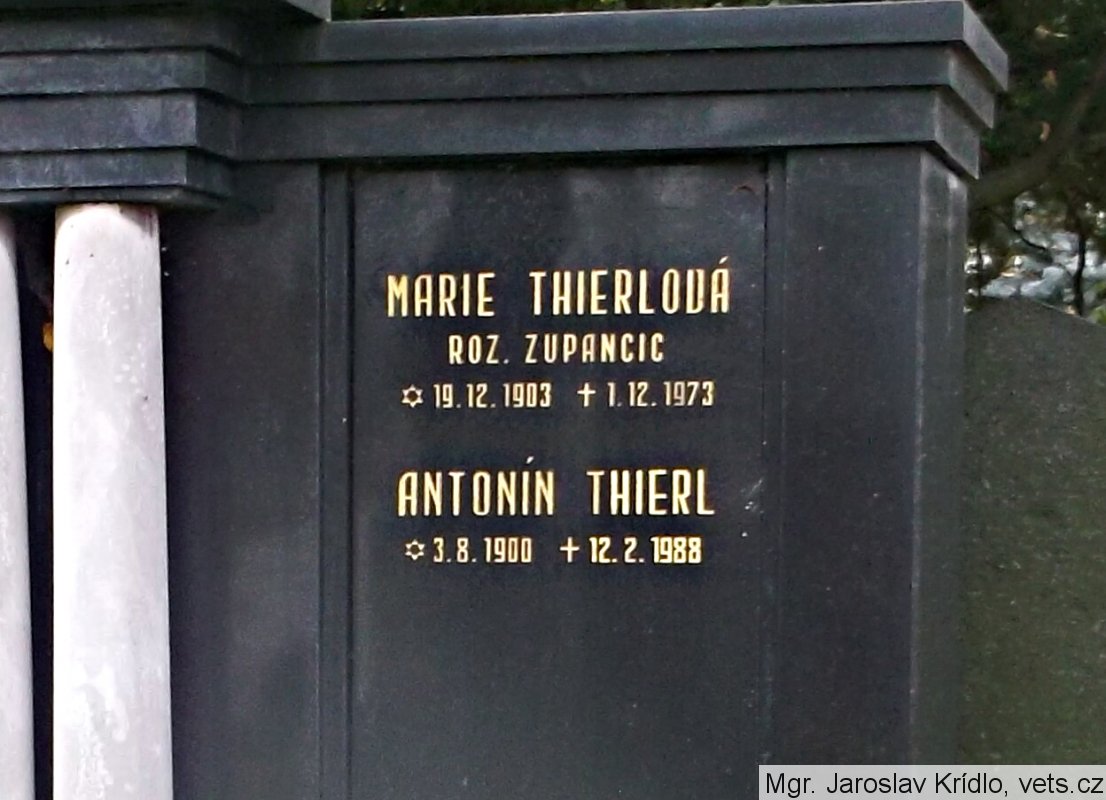 MARIE THIERLOVÁ
ROZ. ZUPANCIC
✡ 19.12.1903 ✝ 1.12.1973
ANTONÍN THIERL
✡ 3.8.1900 ✝ 12.2.1988
Mgr. Jaroslav Krídlo, vets.cz